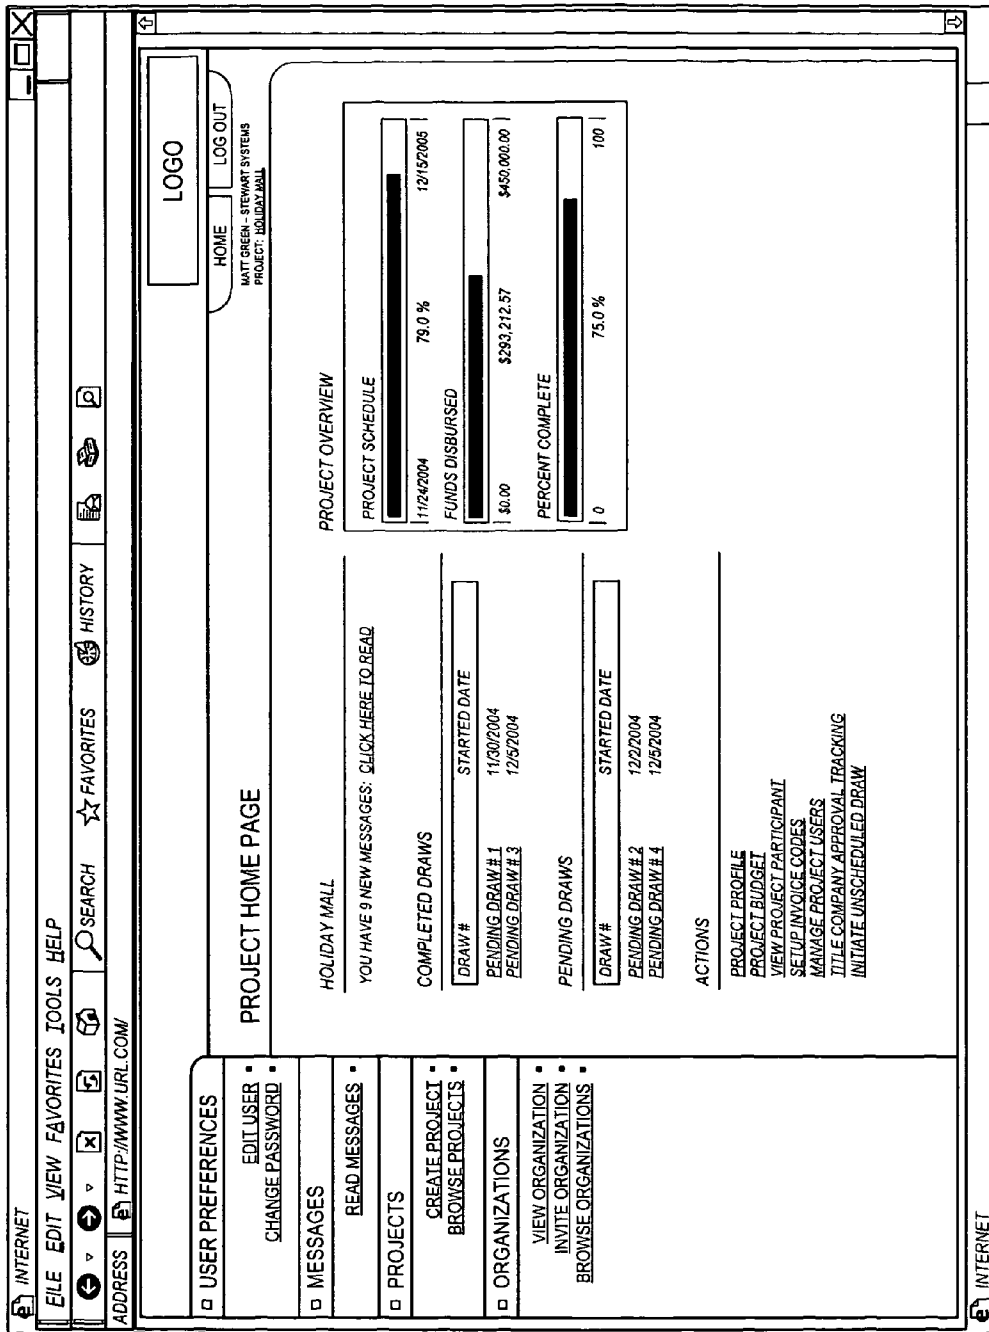 INTERNET
FILE EDIT VIEW FAVORITES TOOLS HELP
SEARCH FAVORITES HISTORY
ADDRESS HTTP://WWW.URL.COM/
LOGO
HOME LOG OUT
MATT GREEN – STEWART SYSTEMS
PROJECT: HOLIDAY MALL
USER PREFERENCES
EDIT USER
CHANGE PASSWORD
MESSAGES
READ MESSAGES
PROJECTS
CREATE PROJECT
BROWSE PROJECTS
ORGANIZATIONS
VIEW ORGANIZATION
INVITE ORGANIZATION
BROWSE ORGANIZATIONS
PROJECT HOME PAGE
HOLIDAY MALL
YOU HAVE 9 NEW MESSAGES: CLICK HERE TO READ
COMPLETED DRAWS
DRAW # STARTED DATE
PENDING DRAW # 1 11/30/2004
PENDING DRAW # 3 12/5/2004
PENDING DRAWS
DRAW # STARTED DATE
PENDING DRAW # 2 12/2/2004
PENDING DRAW # 4 12/5/2004
ACTIONS
PROJECT PROFILE
PROJECT BUDGET
VIEW PROJECT PARTICIPANT
SETUP INVOICE CODES
MANAGE PROJECT USERS
TITLE COMPANY APPROVAL TRACKING
INITIATE UNSCHEDULED DRAW
PROJECT OVERVIEW
PROJECT SCHEDULE
11/24/2004 79.0 % 12/15/2005
FUNDS DISBURSED
$0.00 $293,212.57 $450,000.00
PERCENT COMPLETE
0 75.0 % 100
INTERNET